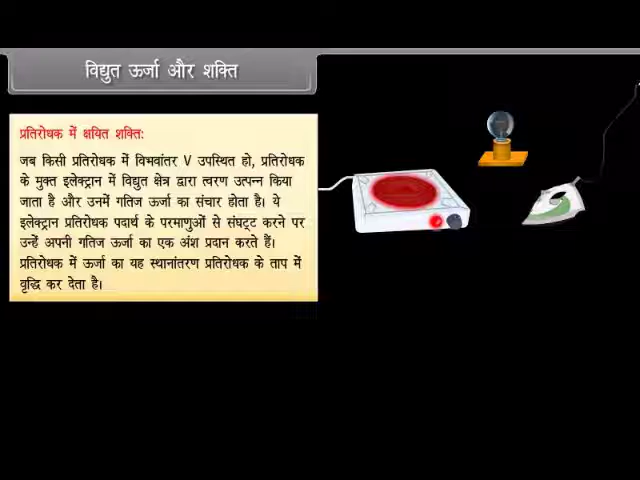 विद्युत ऊर्जा और शक्ति
प्रतिरोधक में क्षयित शक्ति:
जब किसी प्रतिरोधक में विभवांतर V उपस्थित हो, प्रतिरोधक
के मुक्त इलेक्ट्रान में विद्युत क्षेत्र द्वारा त्वरण उत्पन्न किया
जाता है और उनमें गतिज ऊर्जा का संचार होता है। ये
इलेक्ट्रान प्रतिरोधक पदार्थ के परमाणुओं से संघट्ट करने पर
उन्हें अपनी गतिज ऊर्जा का एक अंश प्रदान करते हैं।
प्रतिरोधक में ऊर्जा का यह स्थानांतरण प्रतिरोधक के ताप में
वृद्धि कर देता है।